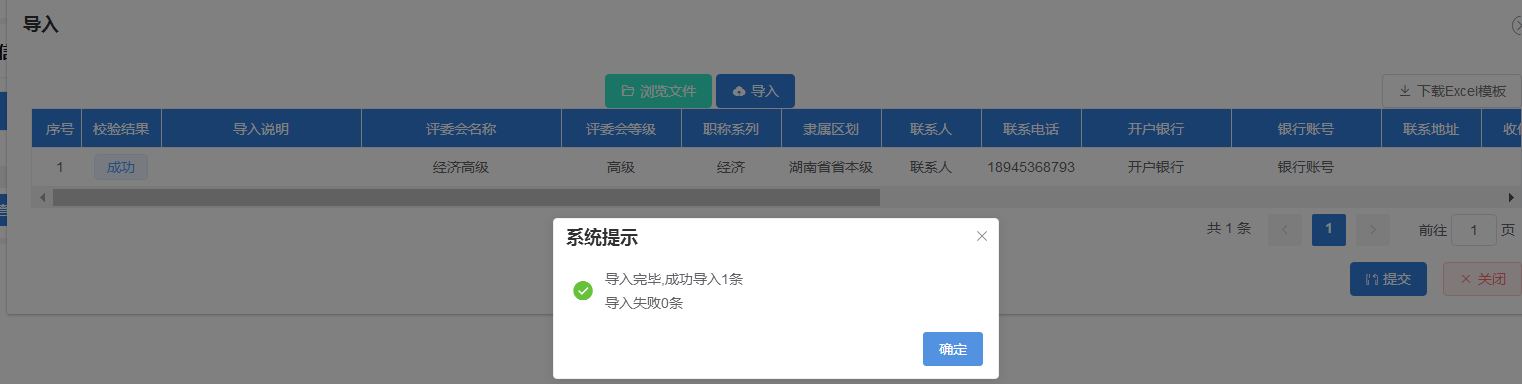 导入
浏览文件 导入 下载Excel模板
序号 校验结果 导入说明 评委会名称 评委会等级 职称系列 隶属区划 联系人 联系电话 开户银行 银行账号 联系地址
1 成功 经济高级 高级 经济 湖南省省本级 联系人 18945368793 开户银行 银行账号
共 1 条 1 前往 1 页
提交 关闭
系统提示
导入完毕,成功导入1条
导入失败0条
确定